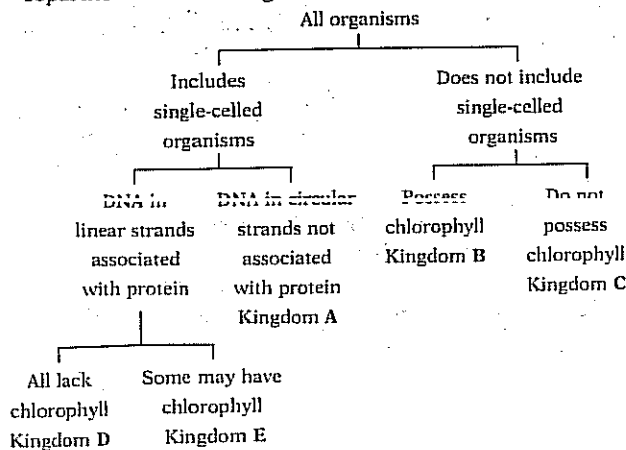 All organisms
Includes
single-celled
organisms
Does not include
single-celled
organisms
DNA in
linear strands
associated
with protein
DNA in circular
strands not
associated
with protein
Kingdom A
Possess
chlorophyll
Kingdom B
Do not
possess
chlorophyll
Kingdom C
All lack
chlorophyll
Kingdom D
Some may have
chlorophyll
Kingdom E